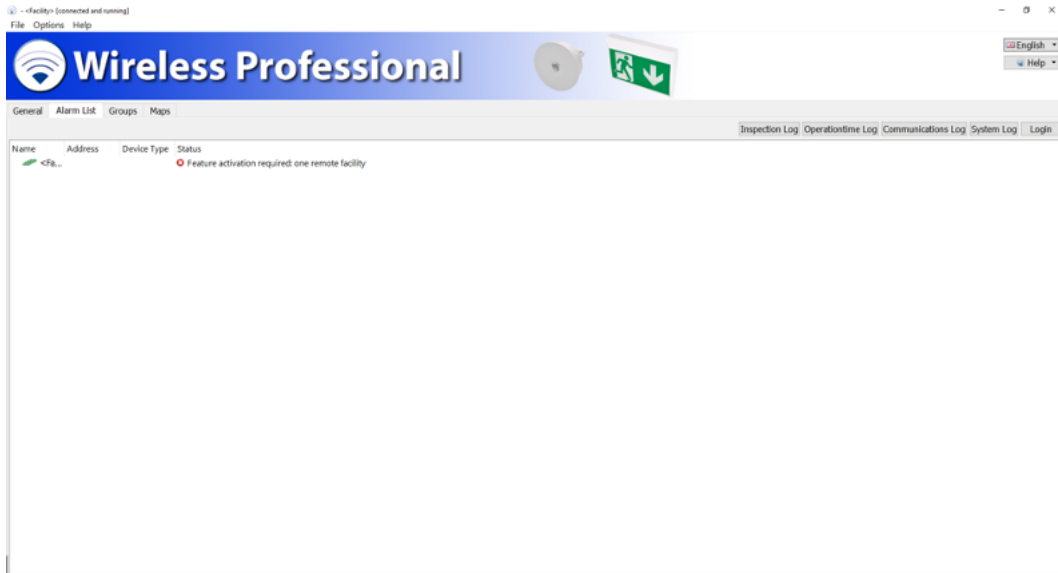 - <Facility> [connected and running]
File Options Help
Wireless Professional
English
Help
General Alarm List Groups Maps
Inspection Log Operationtime Log Communications Log System Log Login
Name Address Device Type Status
<Fa... Feature activation required: one remote facility